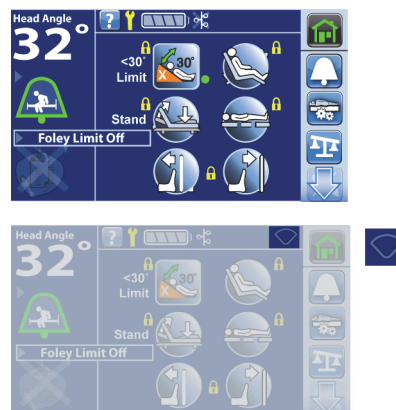 Head Angle
32°
?
<30°
Limit
30°
X
Stand
Foley Limit Off
Head Angle
32°
?
<30°
Limit
30°
X
Stand
Foley Limit Off